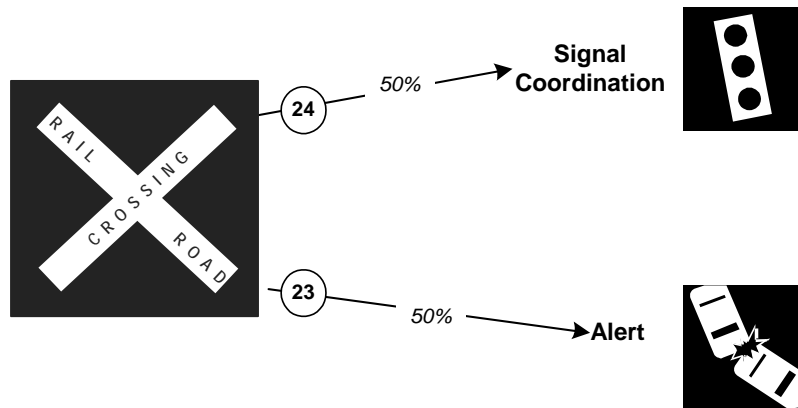 Signal
Coordination
50%
24
RAIL
CROSSING
ROAD
23
50%
Alert